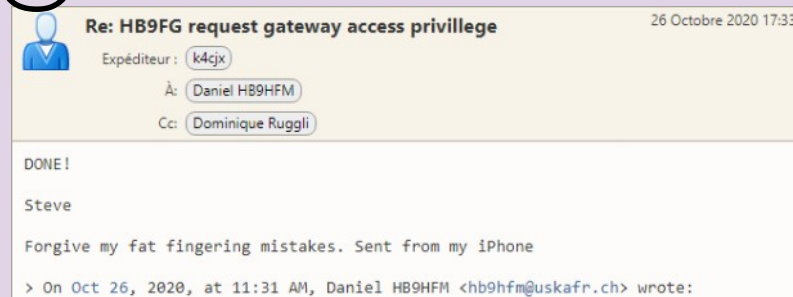 Re: HB9FG request gateway access privillege
26 Octobre 2020 17:33
Expéditeur : k4cjx
À: Daniel HB9HFM
Cc: Dominique Ruggli
DONE!
Steve
Forgive my fat fingering mistakes. Sent from my iPhone
> On Oct 26, 2020, at 11:31 AM, Daniel HB9HFM <hb9hfm@uskafr.ch> wrote: